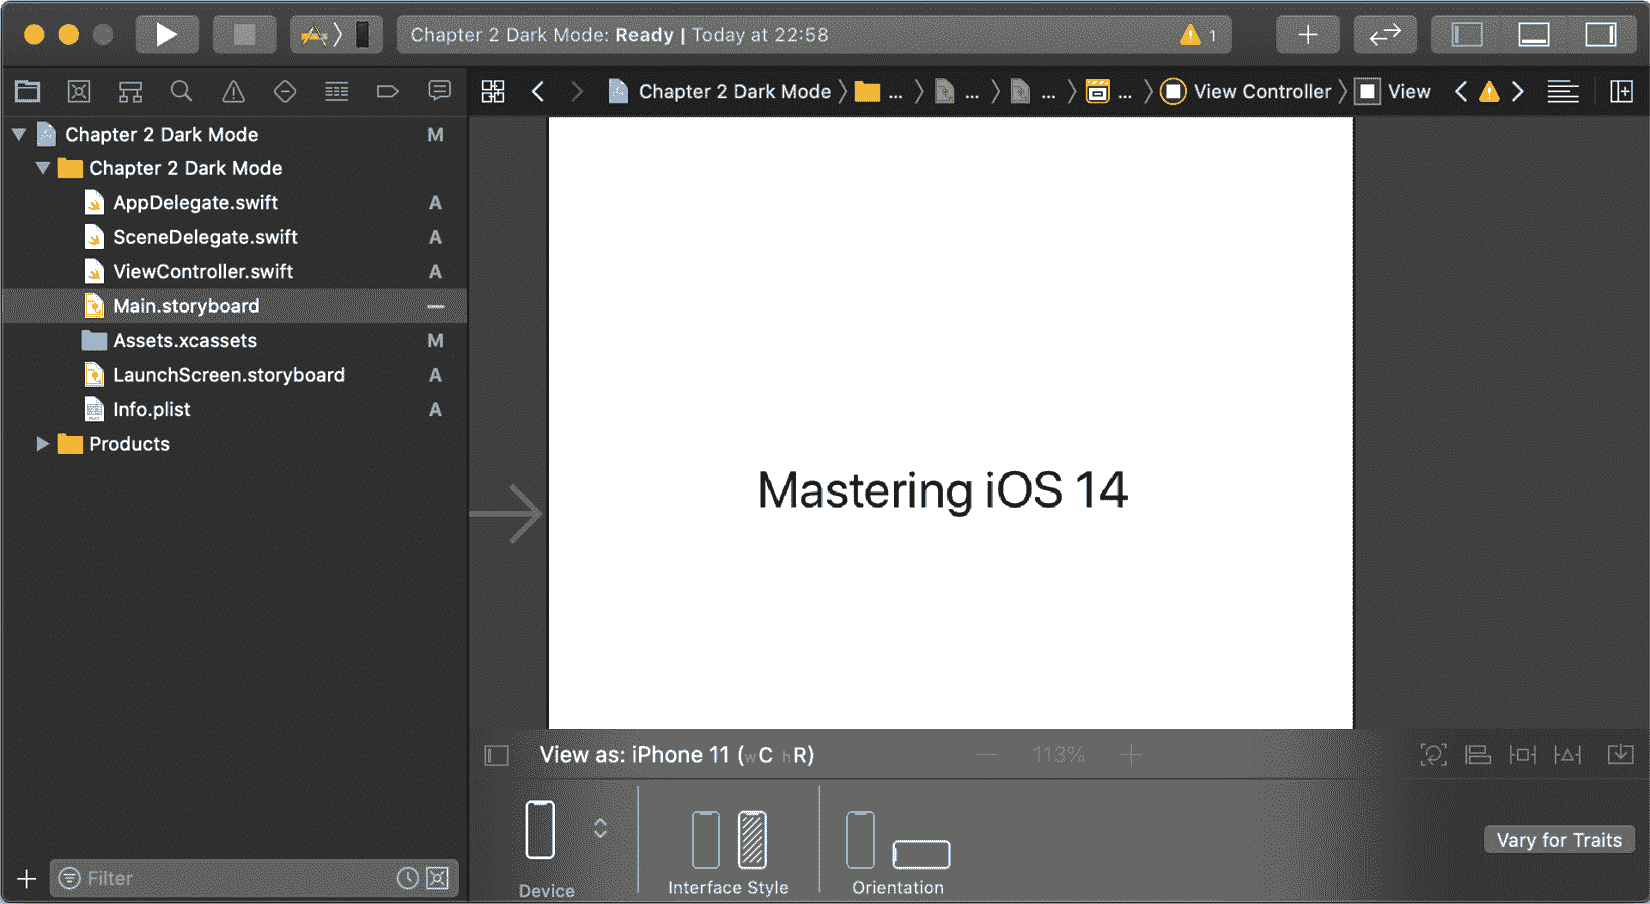 Chapter 2 Dark Mode: Ready | Today at 22:58
1
Chapter 2 Dark Mode
...
...
...
...
View Controller
View
Chapter 2 Dark Mode M
Chapter 2 Dark Mode
AppDelegate.swift A
SceneDelegate.swift A
ViewController.swift A
Main.storyboard
Assets.xcassets M
LaunchScreen.storyboard A
Info.plist A
Products
Mastering iOS 14
View as: iPhone 11 (wC hR)
113%
Device
Interface Style
Orientation
Vary for Traits
Filter